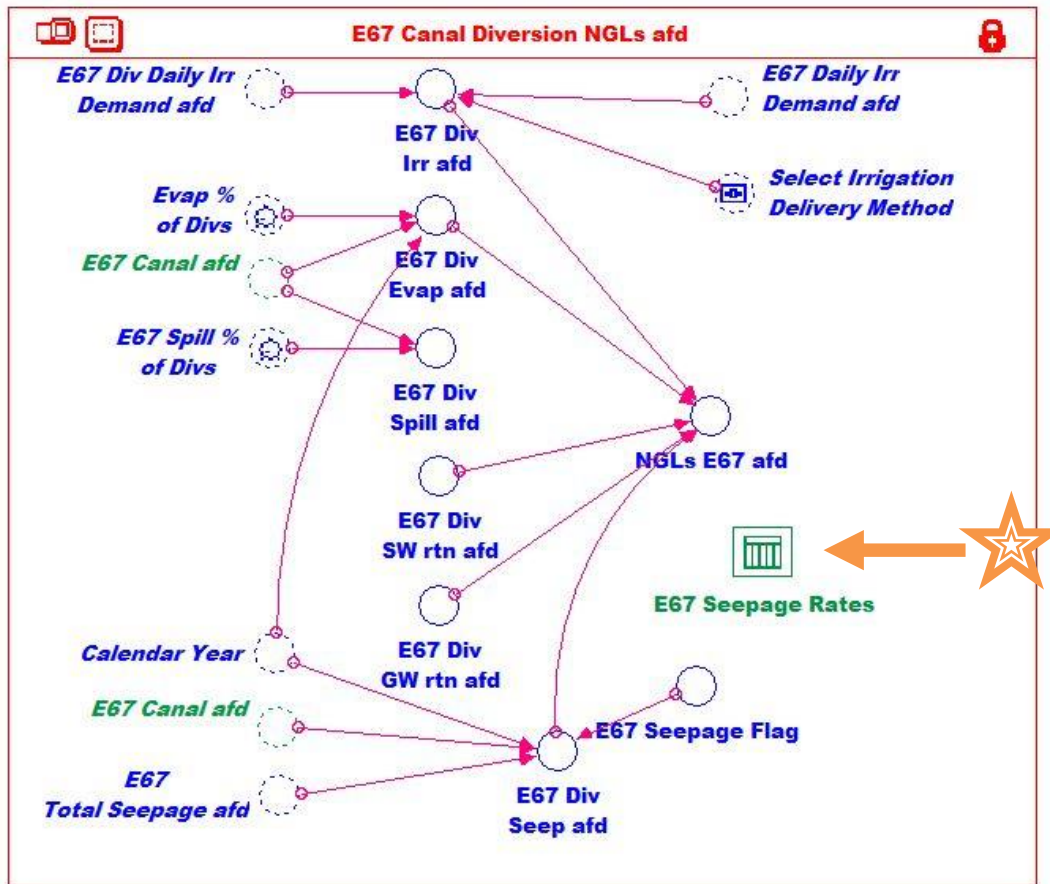 E67 Canal Diversion NGLs afd
E67 Div Daily Irr
Demand afd
E67 Div
Irr afd
E67 Daily Irr
Demand afd
Select Irrigation
Delivery Method
Evap %
of Divs
E67 Canal afd
E67 Div
Evap afd
E67 Spill %
of Divs
E67 Div
Spill afd
NGLs E67 afd
E67 Div
SW rtn afd
E67 Seepage Rates
Calendar Year
E67 Div
GW rtn afd
E67 Canal afd
E67 Seepage Flag
E67
Total Seepage afd
E67 Div
Seep afd